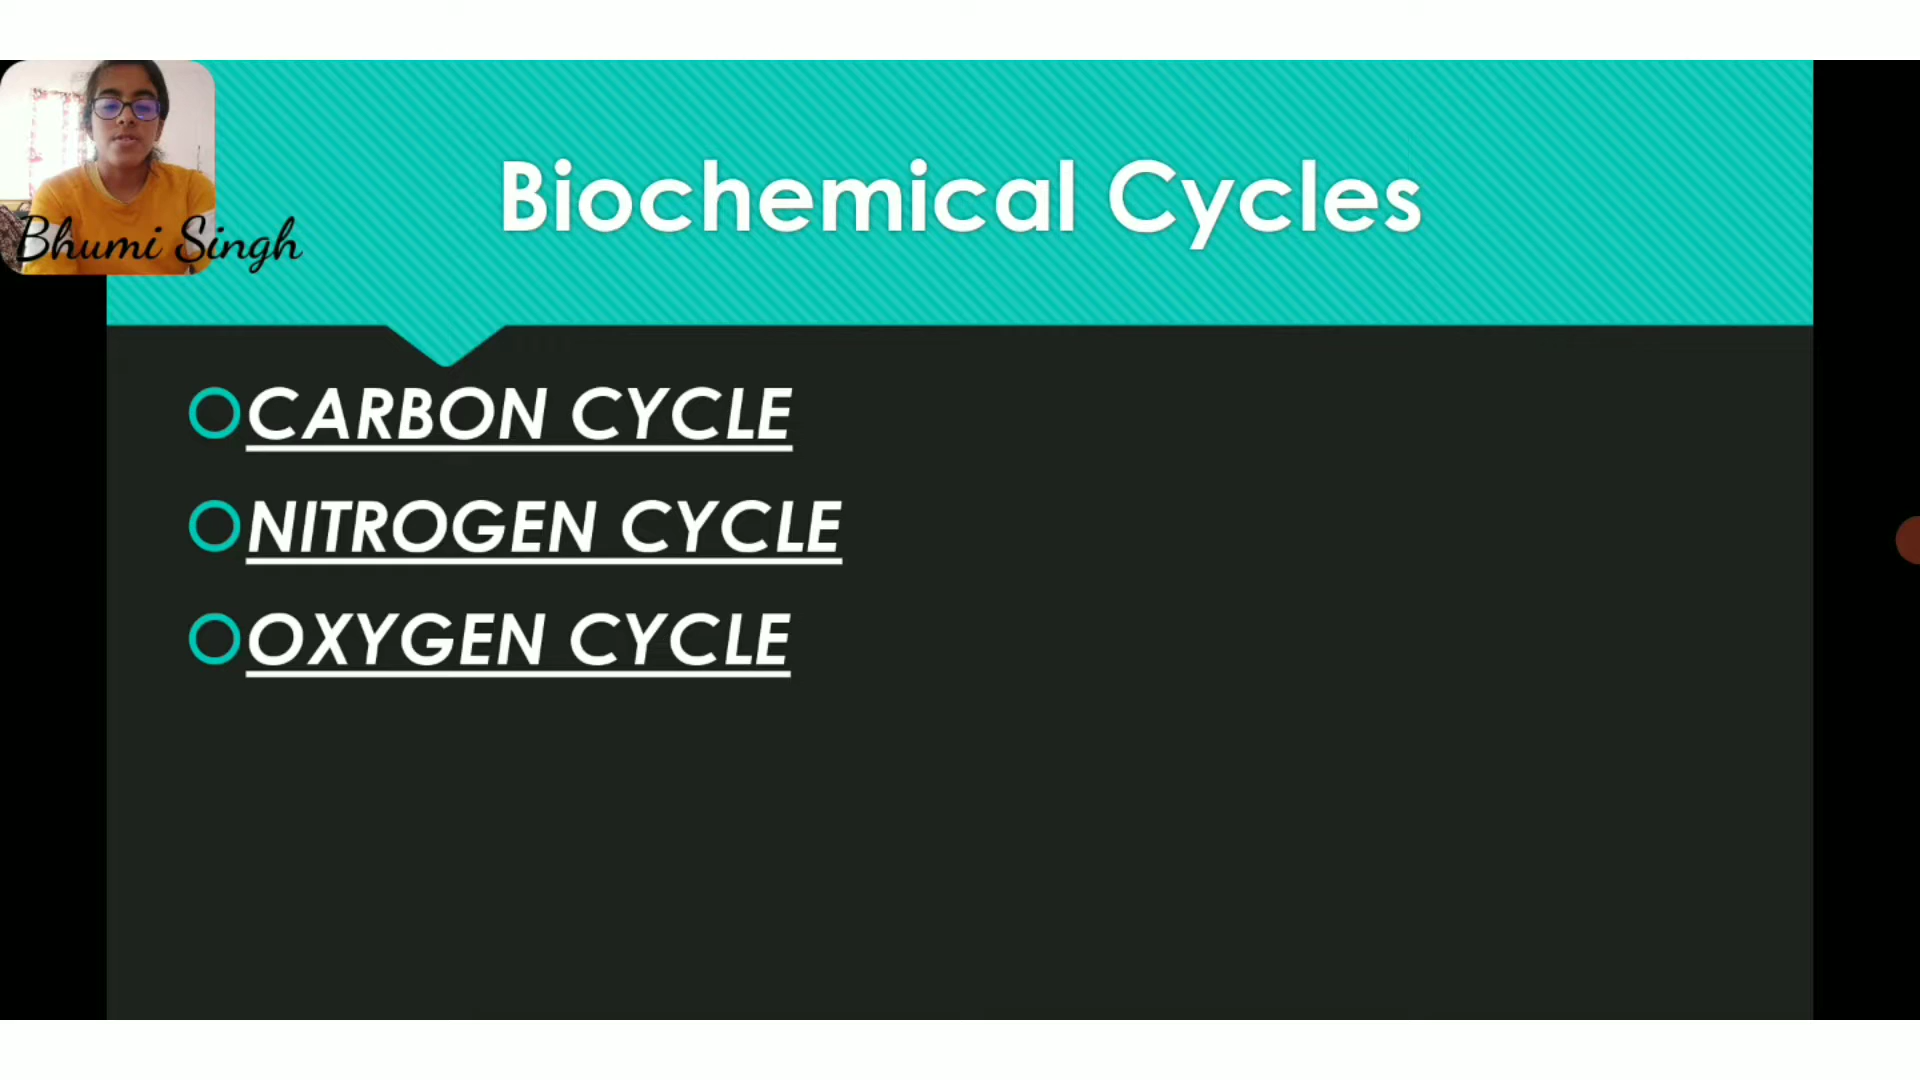 Bhumi Singh
Biochemical Cycles
CARBON CYCLE
NITROGEN CYCLE
OXYGEN CYCLE